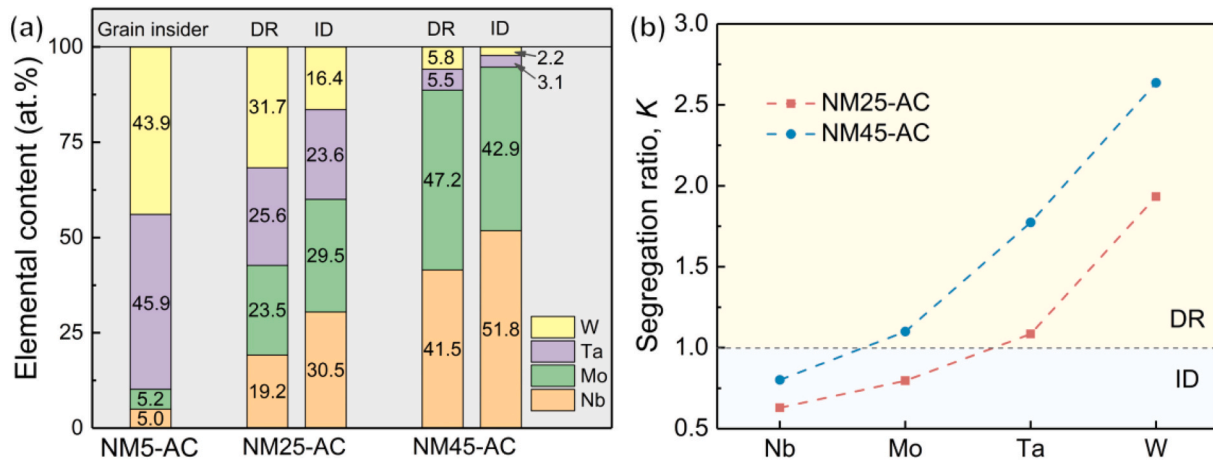 (a)
Grain insider DR ID DR ID
Elemental content (at.%)
100
75
50
25
0
43.9
45.9
5.2
5.0
31.7
25.6
23.5
19.2
16.4
23.6
29.5
30.5
5.8
5.5
47.2
41.5
2.2
3.1
42.9
51.8
W
Ta
Mo
Nb
NM5-AC NM25-AC NM45-AC
(b)
Segregation ratio, K
3.0
2.5
2.0
1.5
1.0
0.5
NM25-AC
NM45-AC
DR
ID
Nb Mo Ta W